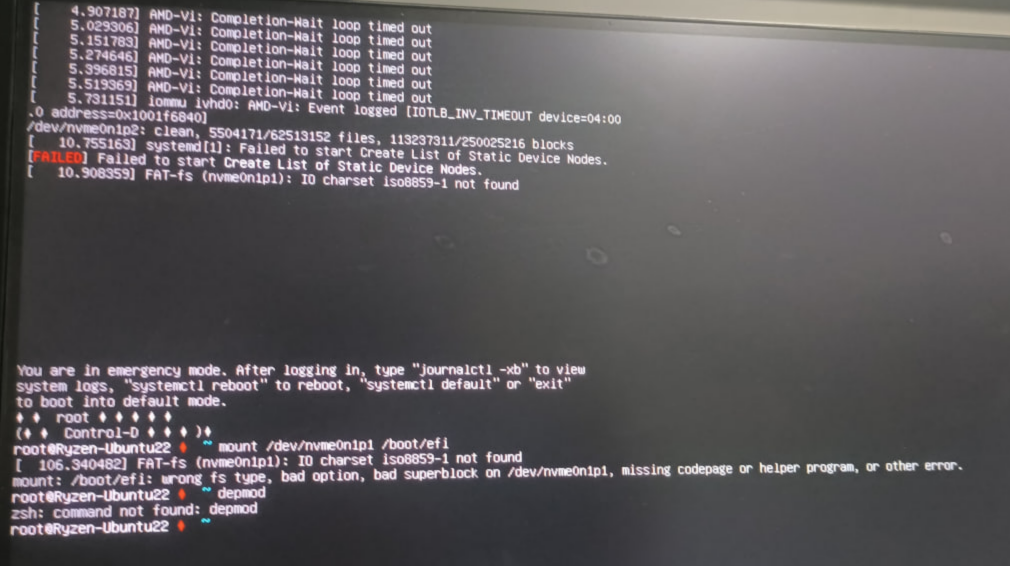 [    4.907187] AMD-Vi: Completion-Wait loop timed out
[    5.029306] AMD-Vi: Completion-Wait loop timed out
[    5.151783] AMD-Vi: Completion-Wait loop timed out
[    5.274646] AMD-Vi: Completion-Wait loop timed out
[    5.396815] AMD-Vi: Completion-Wait loop timed out
[    5.519369] AMD-Vi: Completion-Wait loop timed out
[    5.731151] iommu ivhd0: AMD-Vi: Event logged [IOTLB_INV_TIMEOUT device=04:00
.0 address=0x1001f6840]
/dev/nvme0n1p2: clean, 5504171/62513152 files, 113237311/250025216 blocks
[   10.755163] systemd[1]: Failed to start Create List of Static Device Nodes.
[FAILED] Failed to start Create List of Static Device Nodes.
[   10.908359] FAT-fs (nvme0n1p1): IO charset iso8859-1 not found
You are in emergency mode. After logging in, type "journalctl -xb" to view
system logs, "systemctl reboot" to reboot, "systemctl default" or "exit"
to boot into default mode.
♦ ♦ root ♦ ♦ ♦ ♦ ♦
(♦ ♦ Control-D ♦ ♦ ♦ )♦
root@Ryzen-Ubuntu22 ♦ ~ mount /dev/nvme0n1p1 /boot/efi
[  106.340482] FAT-fs (nvme0n1p1): IO charset iso8859-1 not found
mount: /boot/efi: wrong fs type, bad option, bad superblock on /dev/nvme0n1p1, missing codepage or helper program, or other error.
root@Ryzen-Ubuntu22 ♦ ~ depmod
zsh: command not found: depmod
root@Ryzen-Ubuntu22 ♦ ~